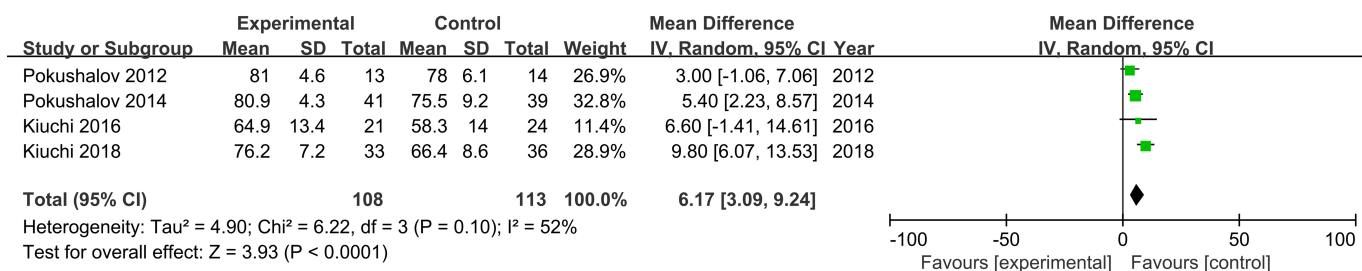 Experimental Control Mean Difference Mean Difference
Study or Subgroup Mean SD Total Mean SD Total Weight IV, Random, 95% CI Year IV, Random, 95% CI
Pokushalov 2012 81 4.6 13 78 6.1 14 26.9% 3.00 [-1.06, 7.06] 2012
Pokushalov 2014 80.9 4.3 41 75.5 9.2 39 32.8% 5.40 [2.23, 8.57] 2014
Kiuchi 2016 64.9 13.4 21 58.3 14 24 11.4% 6.60 [-1.41, 14.61] 2016
Kiuchi 2018 76.2 7.2 33 66.4 8.6 36 28.9% 9.80 [6.07, 13.53] 2018
Total (95% CI) 108 113 100.0% 6.17 [3.09, 9.24]
Heterogeneity: Tau² = 4.90; Chi² = 6.22, df = 3 (P = 0.10); I² = 52%
Test for overall effect: Z = 3.93 (P < 0.0001)
-100 -50 0 50 100
Favours [experimental] Favours [control]